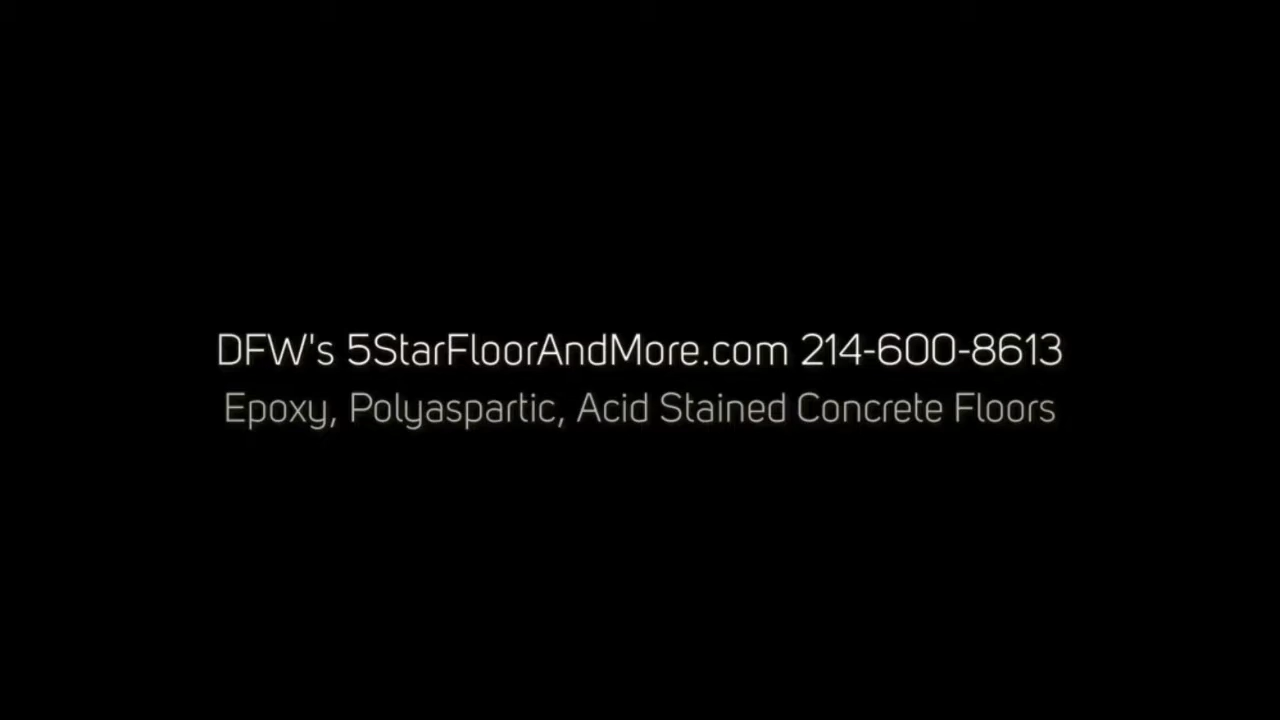 DFW's 5StarFloorAndMore.com 214-600-8613
Epoxy, Polyaspartic, Acid Stained Concrete Floors